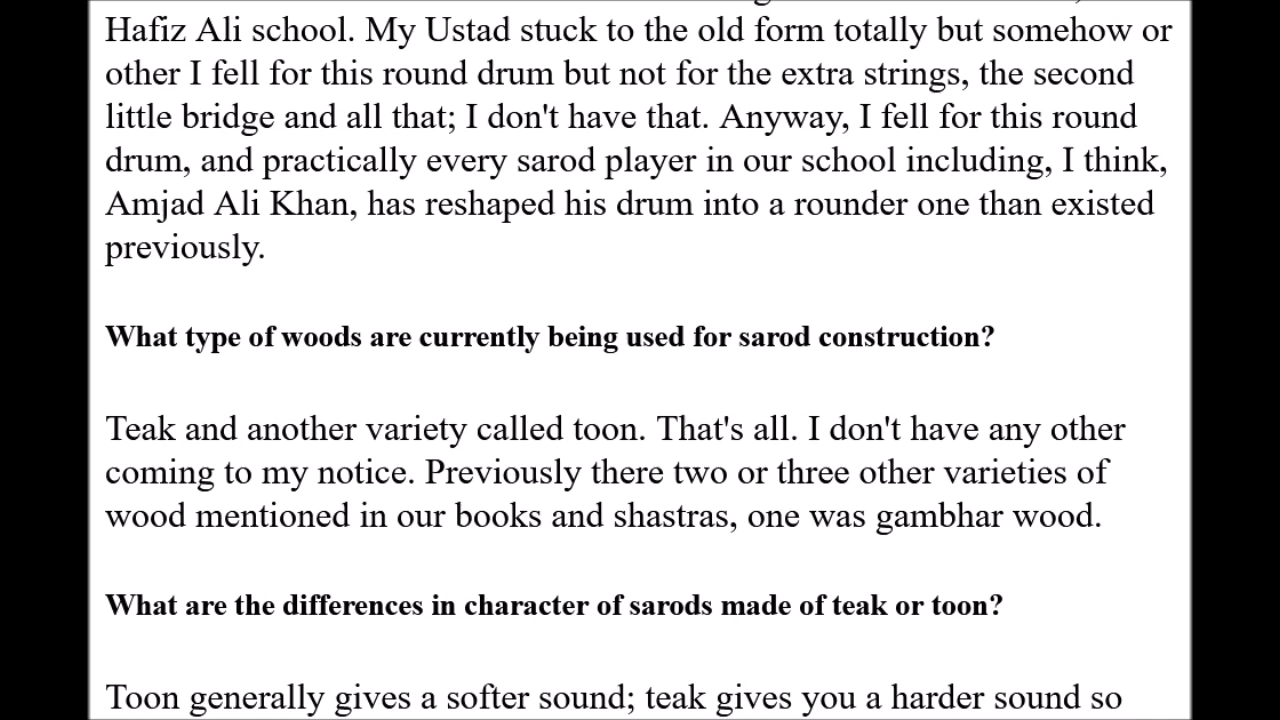 Hafiz Ali school. My Ustad stuck to the old form totally but somehow or
other I fell for this round drum but not for the extra strings, the second
little bridge and all that; I don't have that. Anyway, I fell for this round
drum, and practically every sarod player in our school including, I think,
Amjad Ali Khan, has reshaped his drum into a rounder one than existed
previously.
What type of woods are currently being used for sarod construction?
Teak and another variety called toon. That's all. I don't have any other
coming to my notice. Previously there two or three other varieties of
wood mentioned in our books and shastras, one was gambhar wood.
What are the differences in character of sarods made of teak or toon?
Toon generally gives a softer sound; teak gives you a harder sound so